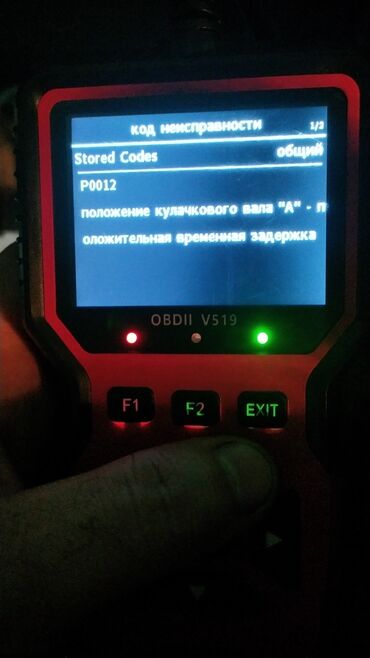 код неисправности 1/2
Stored Codes общий
P0012
положение кулачкового вала "A" - п
оложительная временная задержка
OBDII V519
F1 F2 EXIT